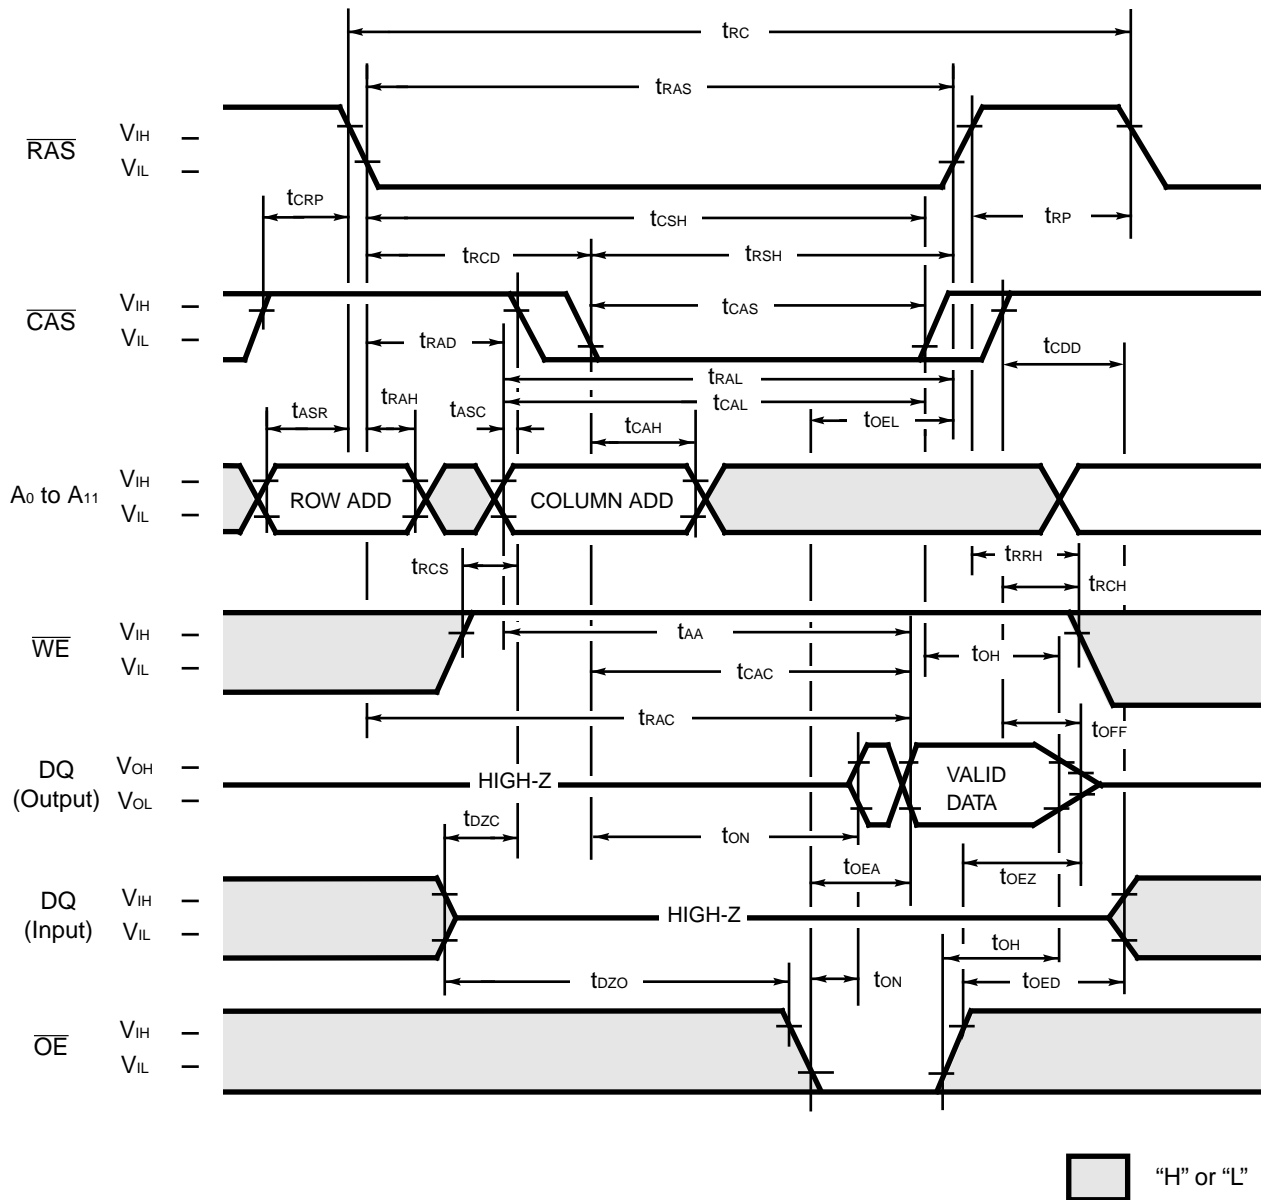 tRC
tRAS
RAS
VIH
VIL
tCRP
tCSH
tRP
tRCD
tRSH
CAS
VIH
VIL
tCAS
tRAD
tCDD
tRAL
tASR
tRAH
tASC
tCAL
tCAH
tOEL
A0 to A11
VIH
VIL
ROW ADD
COLUMN ADD
tRCS
tRRH
tRCH
WE
VIH
VIL
tAA
tOH
tCAC
tRAC
tOFF
DQ
(Output)
VOH
VOL
HIGH-Z
VALID
DATA
tDZC
tON
tOEA
tOEZ
DQ
(Input)
VIH
VIL
HIGH-Z
tOH
tDZO
tON
tOED
OE
VIH
VIL
“H” or “L”